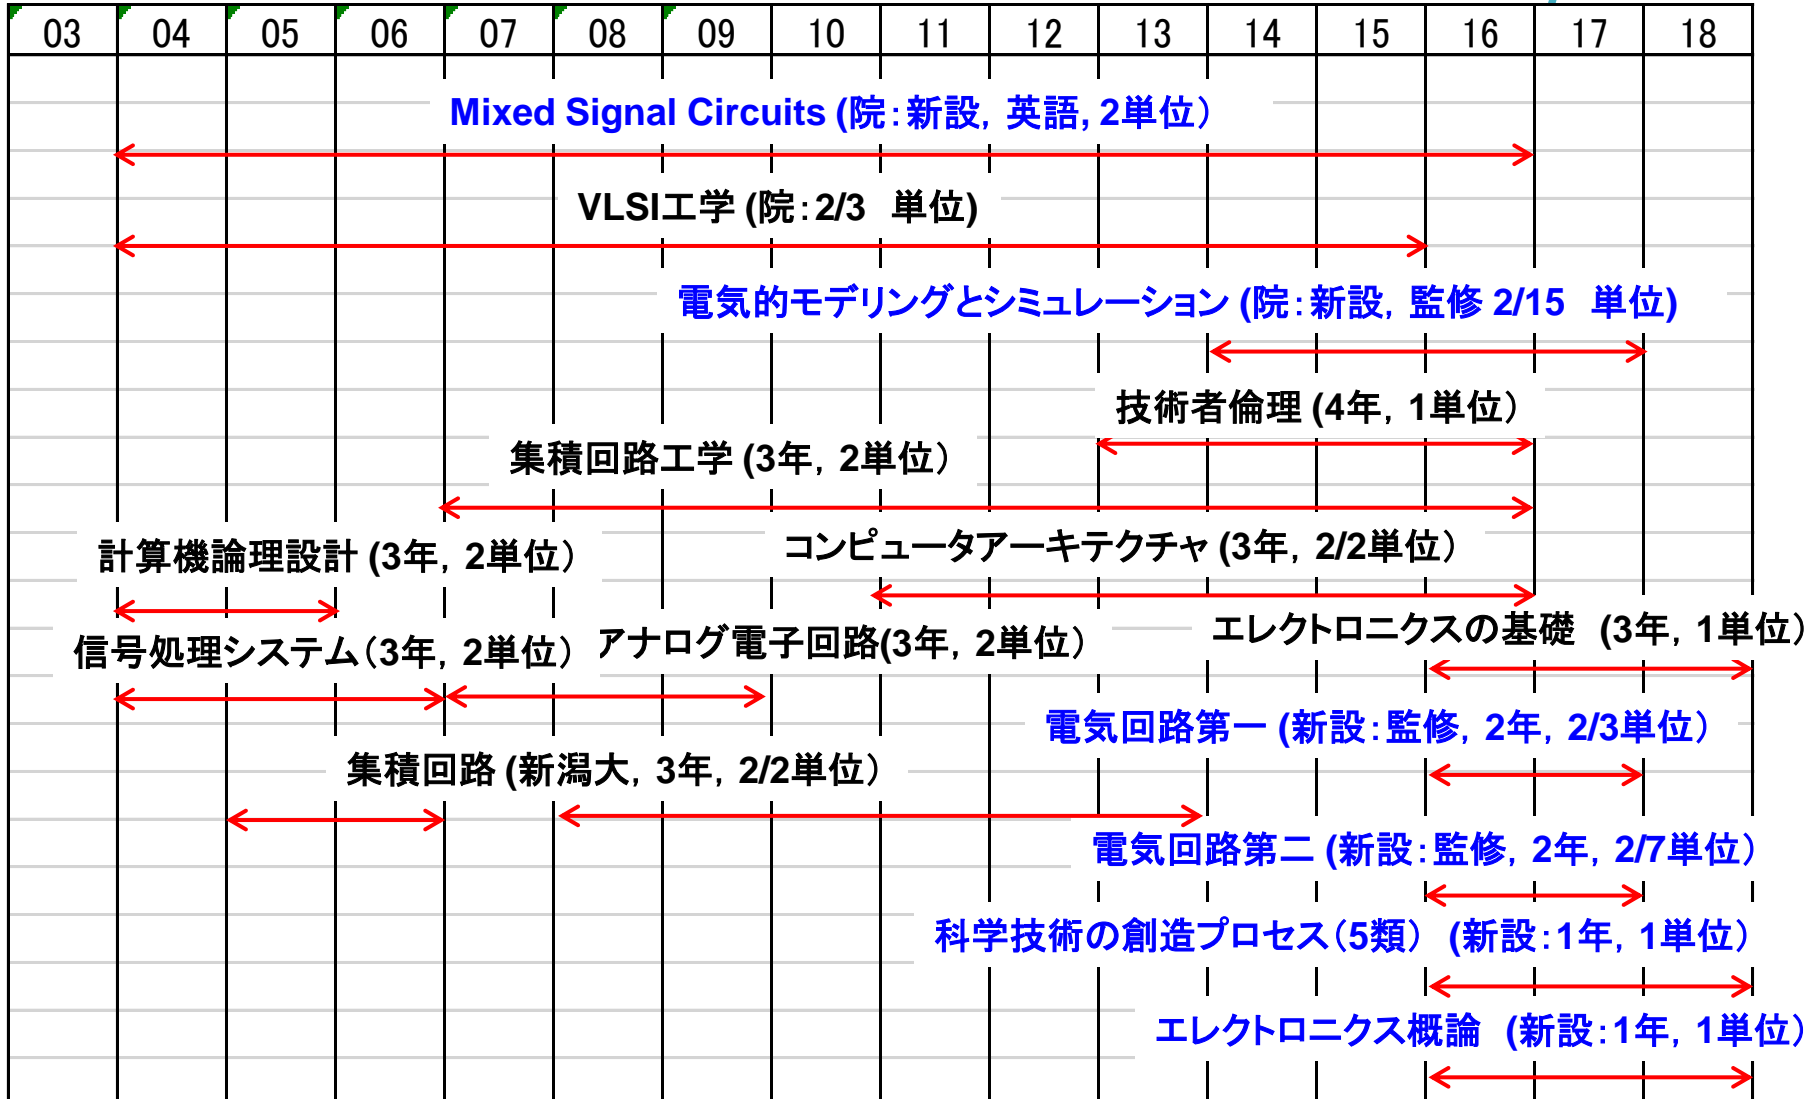 03 04 05 06 07 08 09 10 11 12 13 14 15 16 17 18
Mixed Signal Circuits (院：新設，英語, 2単位）
VLSI工学 (院：2/3　単位)
電気的モデリングとシミュレーション (院：新設，監修 2/15　単位)
技術者倫理 (4年，1単位）
集積回路工学 (3年，2単位）
コンピュータアーキテクチャ (3年，2/2単位）
計算機論理設計 (3年，2単位）
エレクトロニクスの基礎 (3年，1単位）
信号処理システム（3年，2単位）
アナログ電子回路(3年，2単位）
電気回路第一 (新設：監修，2年，2/3単位）
集積回路 (新潟大，3年，2/2単位）
電気回路第二 (新設：監修，2年，2/7単位）
科学技術の創造プロセス（5類） (新設：1年，1単位）
エレクトロニクス概論 (新設：1年，1単位）